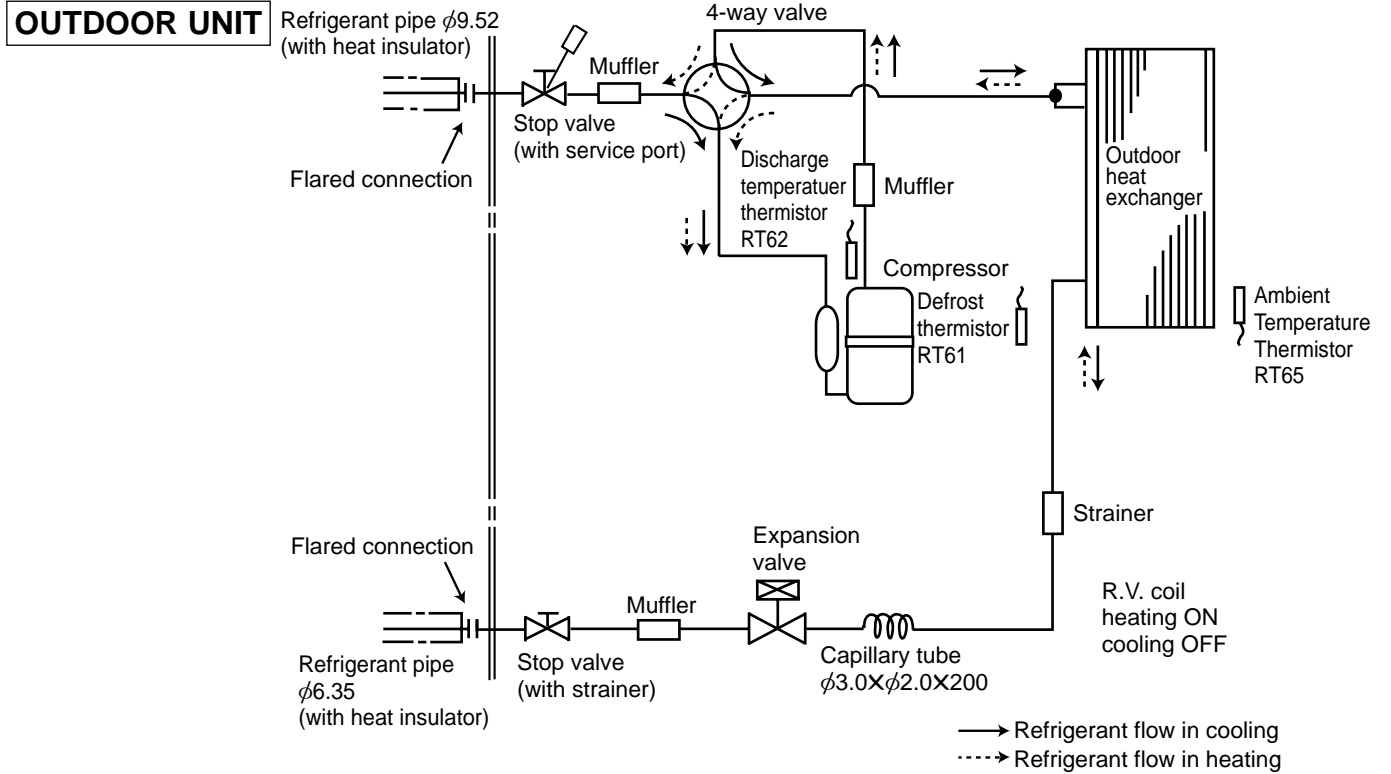 OUTDOOR UNIT
Refrigerant pipe ϕ9.52
(with heat insulator)
4-way valve
Muffler
Stop valve
(with service port)
Flared connection
Discharge
temperatuer
thermistor
RT62
Muffler
Compressor
Defrost
thermistor
RT61
Outdoor
heat
exchanger
Ambient
Temperature
Thermistor
RT65
Strainer
Flared connection
Expansion
valve
Muffler
R.V. coil
heating ON
cooling OFF
Refrigerant pipe
ϕ6.35
(with heat insulator)
Stop valve
(with strainer)
Capillary tube
ϕ3.0×ϕ2.0×200
Refrigerant flow in cooling
Refrigerant flow in heating